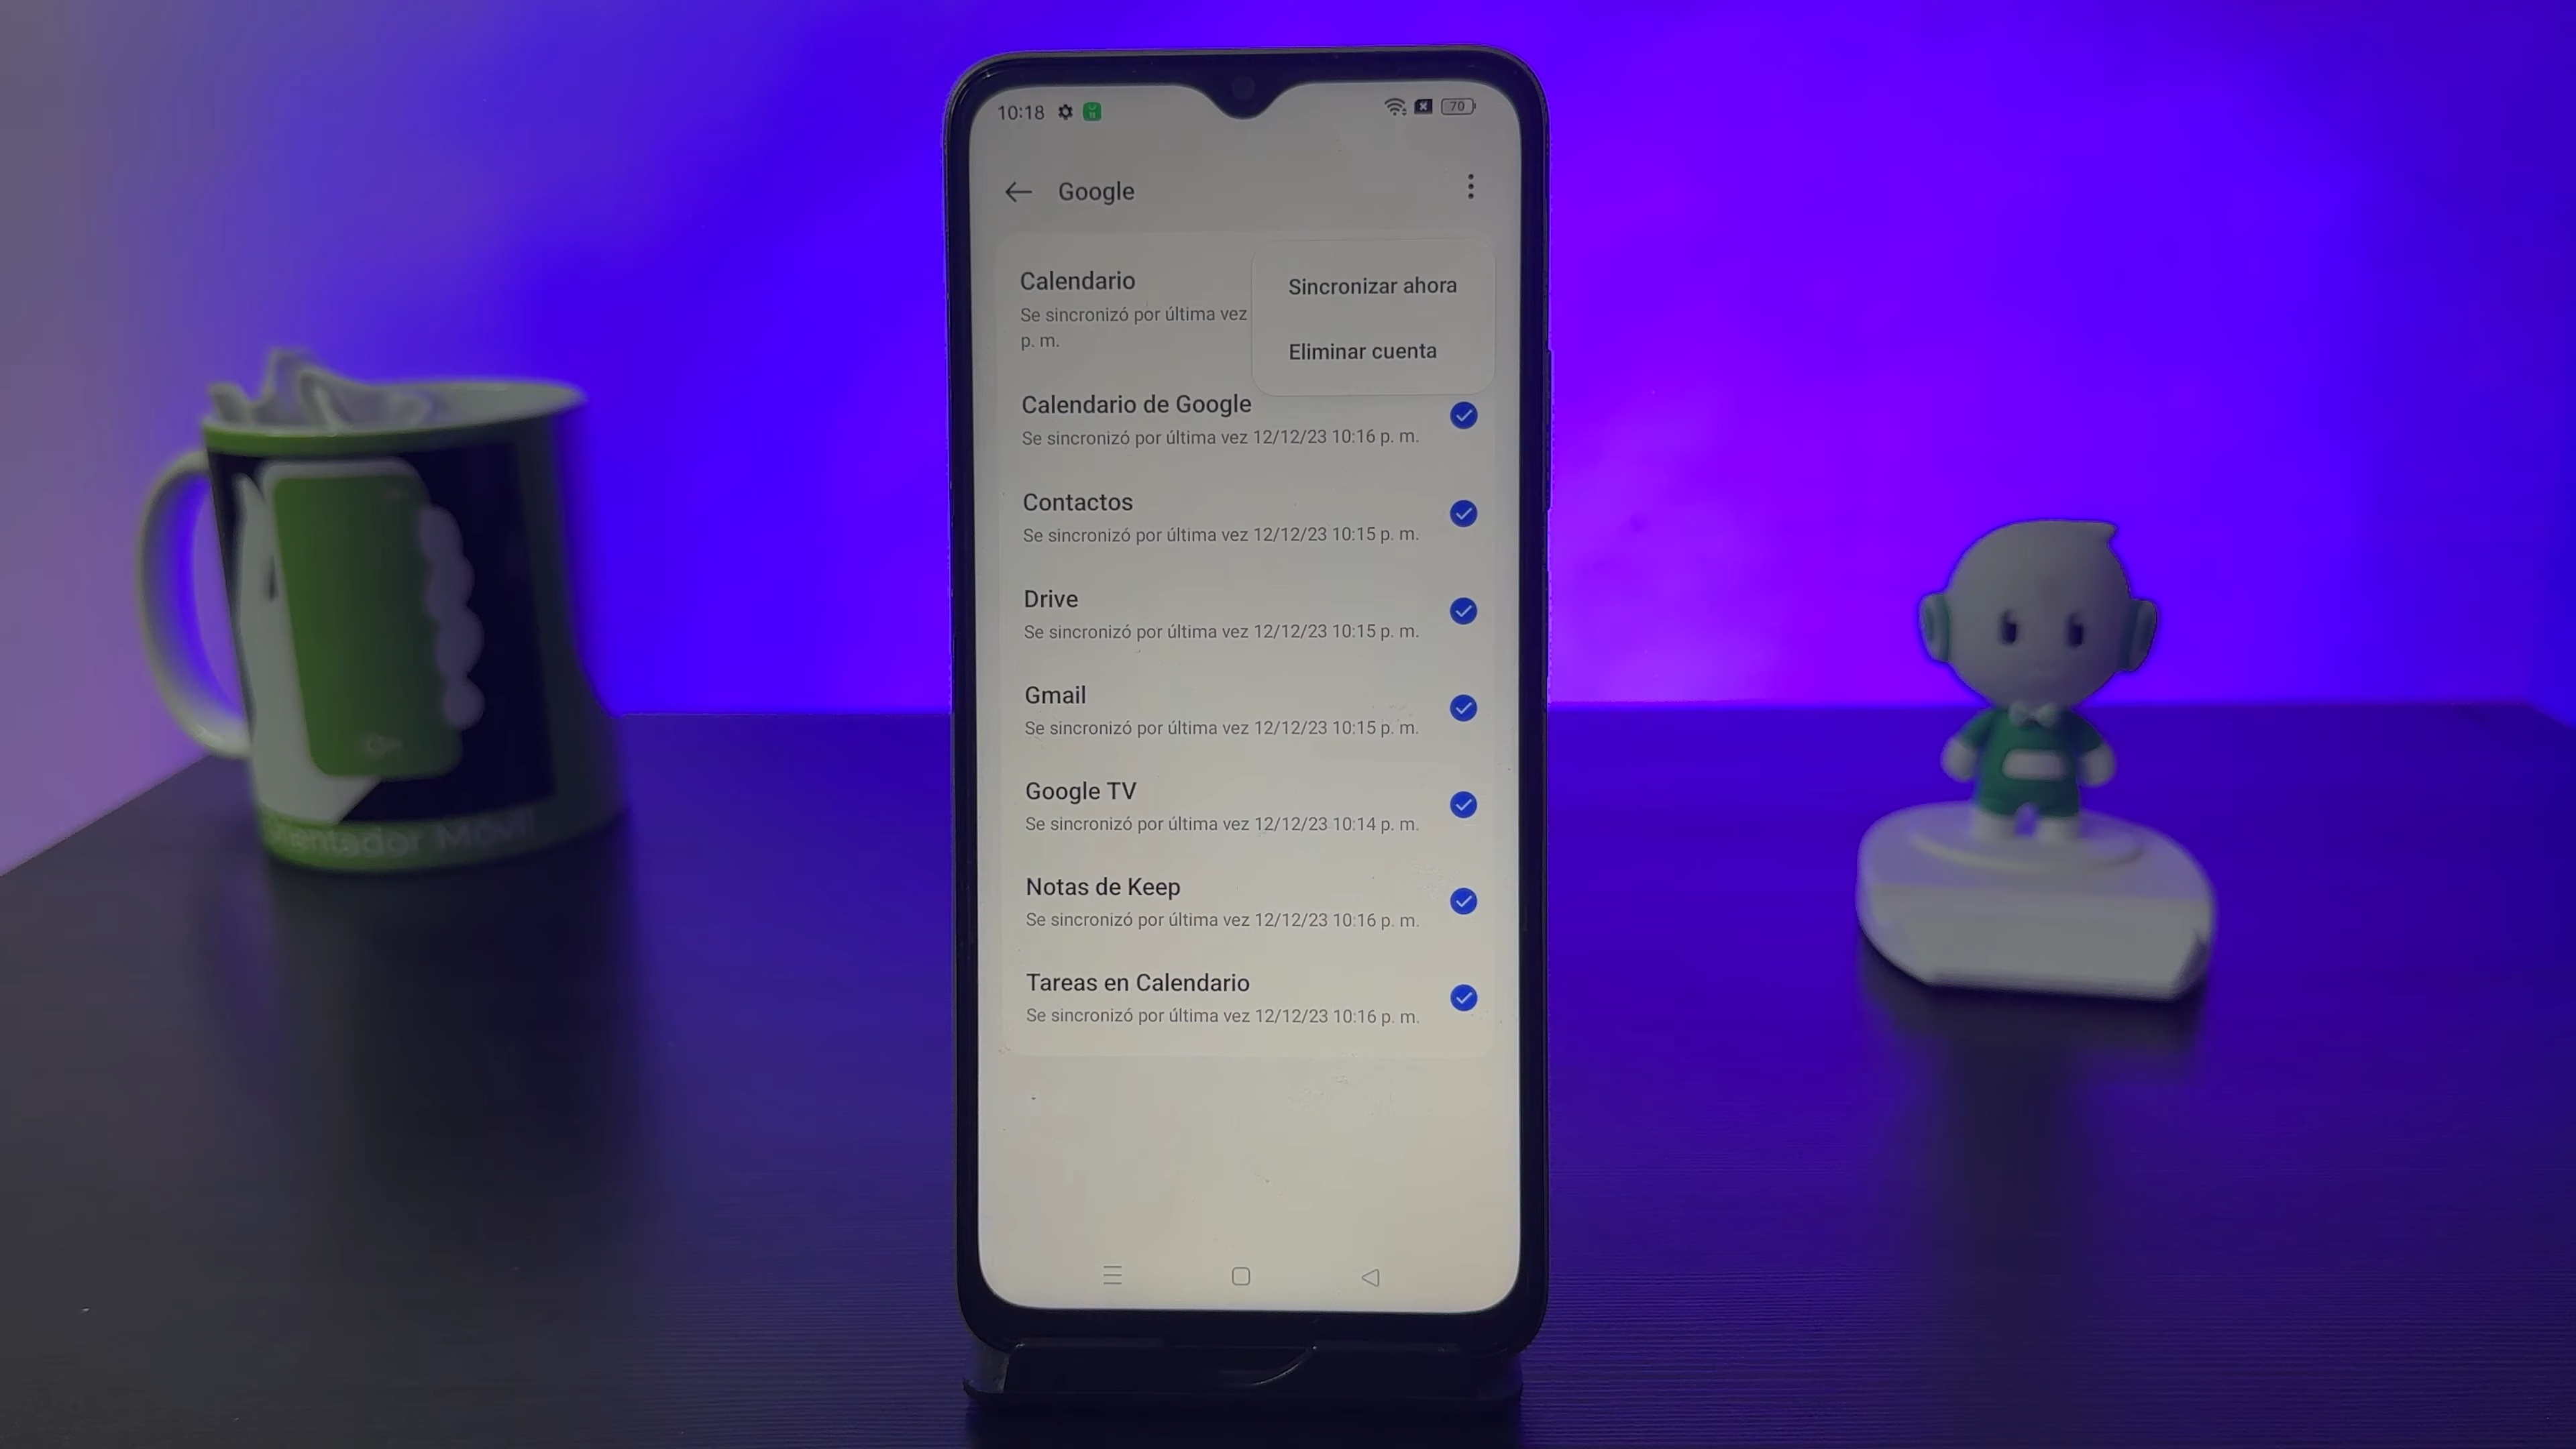 10:18
70
Google
Calendario
Se sincronizó por última vez
p. m.
Sincronizar ahora
Eliminar cuenta
Calendario de Google
Se sincronizó por última vez 12/12/23 10:16 p. m.
Contactos
Se sincronizó por última vez 12/12/23 10:15 p. m.
Drive
Se sincronizó por última vez 12/12/23 10:15 p. m.
Gmail
Se sincronizó por última vez 12/12/23 10:15 p. m.
Google TV
Se sincronizó por última vez 12/12/23 10:14 p. m.
Notas de Keep
Se sincronizó por última vez 12/12/23 10:16 p. m.
Tareas en Calendario
Se sincronizó por última vez 12/12/23 10:16 p. m.
Móvil